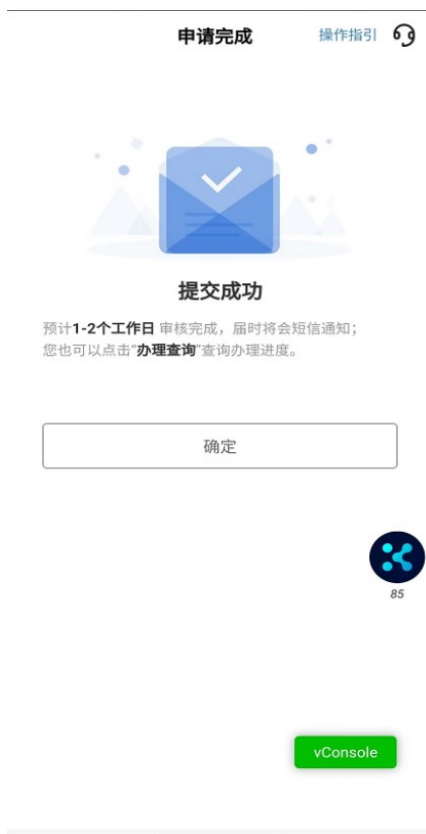 申请完成 操作指引
提交成功
预计1-2个工作日 审核完成，届时将会短信通知；
您也可以点击“办理查询”查询办理进度。
确定
85
vConsole